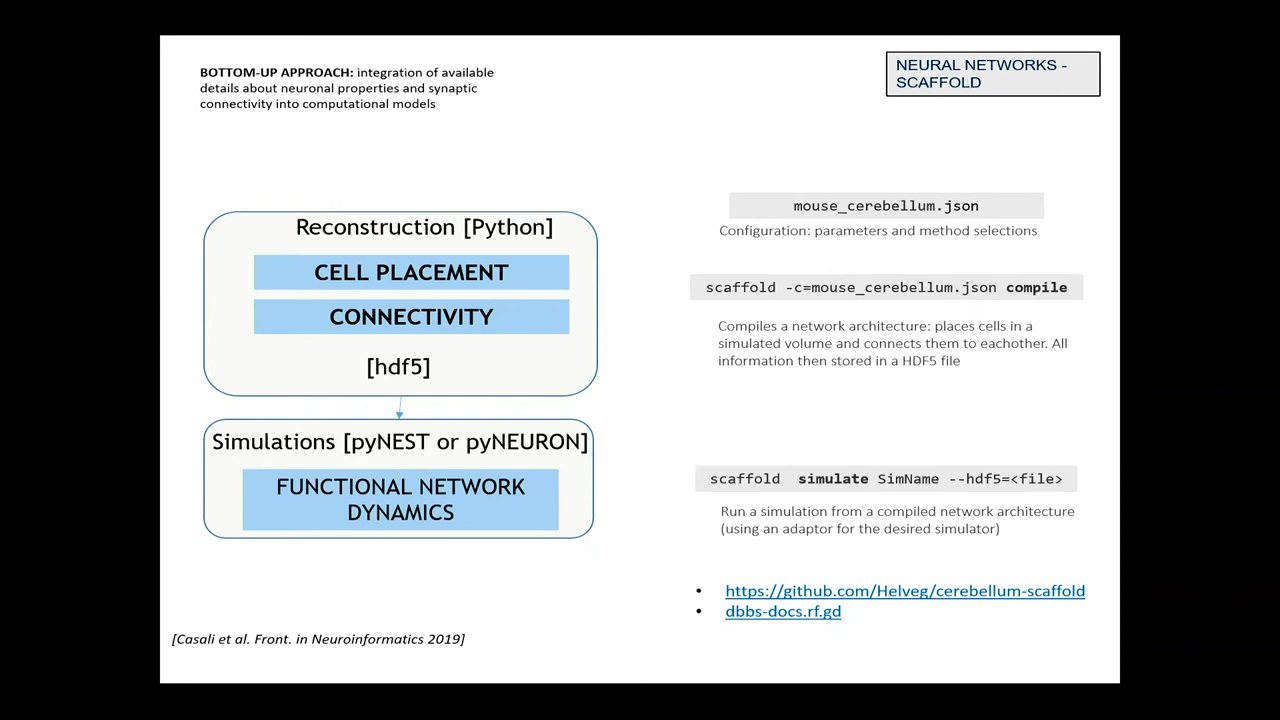 BOTTOM-UP APPROACH: integration of available
details about neuronal properties and synaptic
connectivity into computational models
NEURAL NETWORKS -
SCAFFOLD
Reconstruction [Python]
CELL PLACEMENT
CONNECTIVITY
[hdf5]
Simulations [pyNEST or pyNEURON]
FUNCTIONAL NETWORK
DYNAMICS
mouse_cerebellum.json
Configuration: parameters and method selections
scaffold -c=mouse_cerebellum.json compile
Compiles a network architecture: places cells in a
simulated volume and connects them to eachother. All
information then stored in a HDF5 file
scaffold simulate SimName --hdf5=<file>
Run a simulation from a compiled network architecture
(using an adaptor for the desired simulator)
• https://github.com/Helveg/cerebellum-scaffold
• dbbs-docs.rf.gd
[Casali et al. Front. in Neuroinformatics 2019]